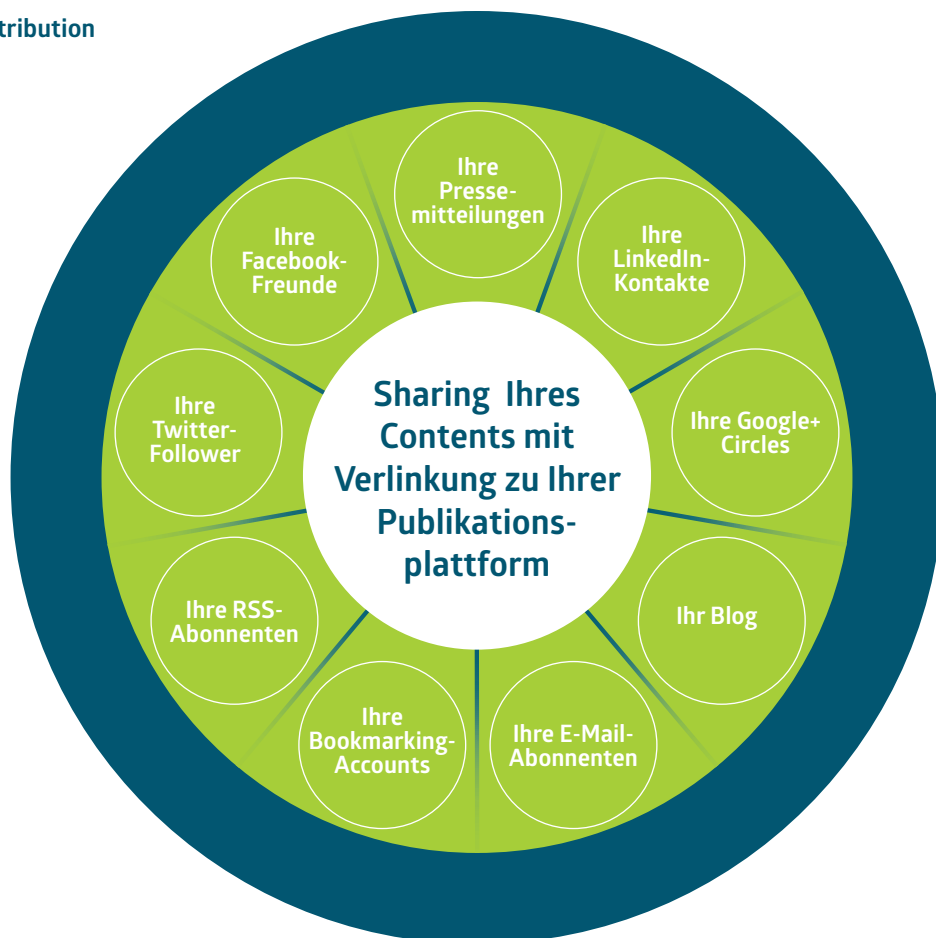 tribution
Ihre
Presse-
mitteilungen
Ihre
LinkedIn-
Kontakte
Ihre Google+
Circles
Ihr Blog
Ihre E-Mail-
Abonnenten
Ihre
Bookmarking-
Accounts
Ihre RSS-
Abonnenten
Ihre
Twitter-
Follower
Ihre
Facebook-
Freunde
Sharing Ihres
Contents mit
Verlinkung zu Ihrer
Publikations-
plattform